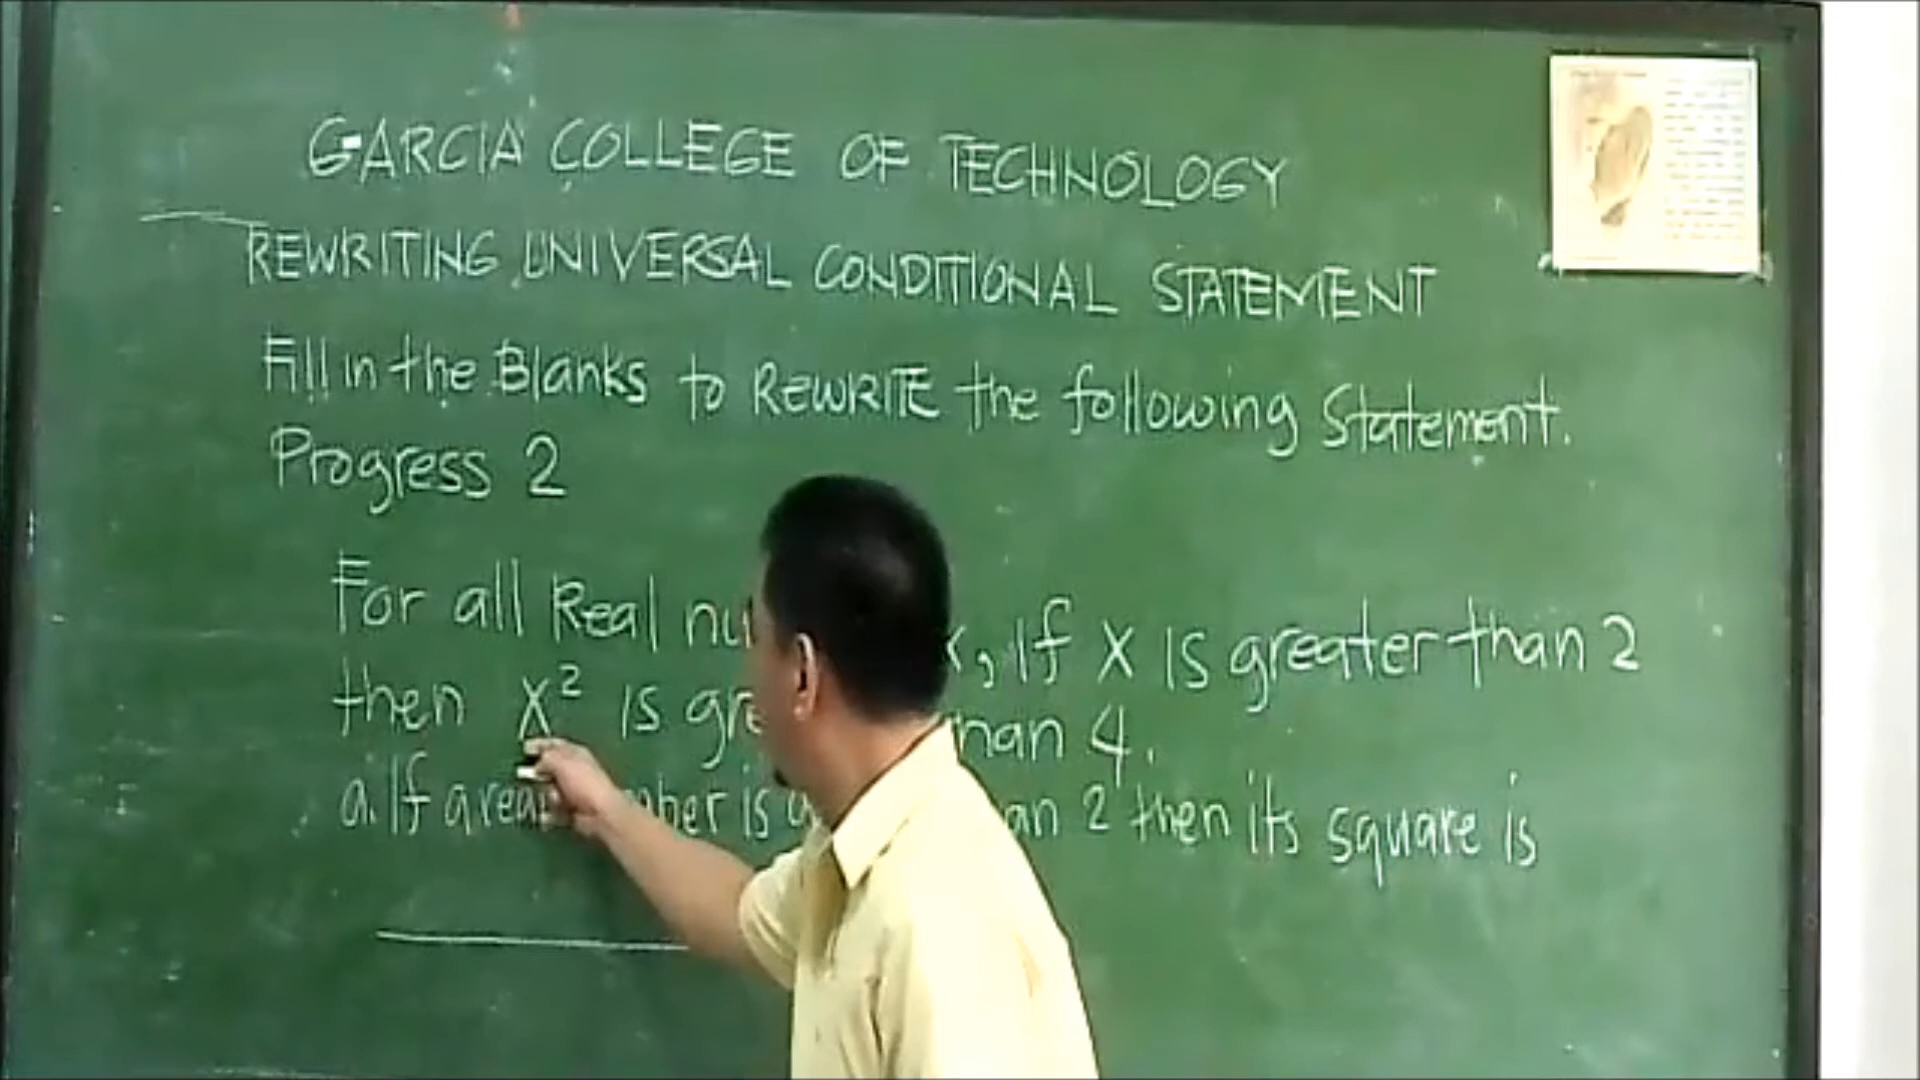 GARCIA COLLEGE OF TECHNOLOGY
REWRITING UNIVERSAL CONDITIONAL STATEMENT
Fill in the Blanks to REWRITE the following Statement.
Progress 2
For all Real x, if x is greater than 2
then x² is than 4.
a. If a real is than 2 then its square is